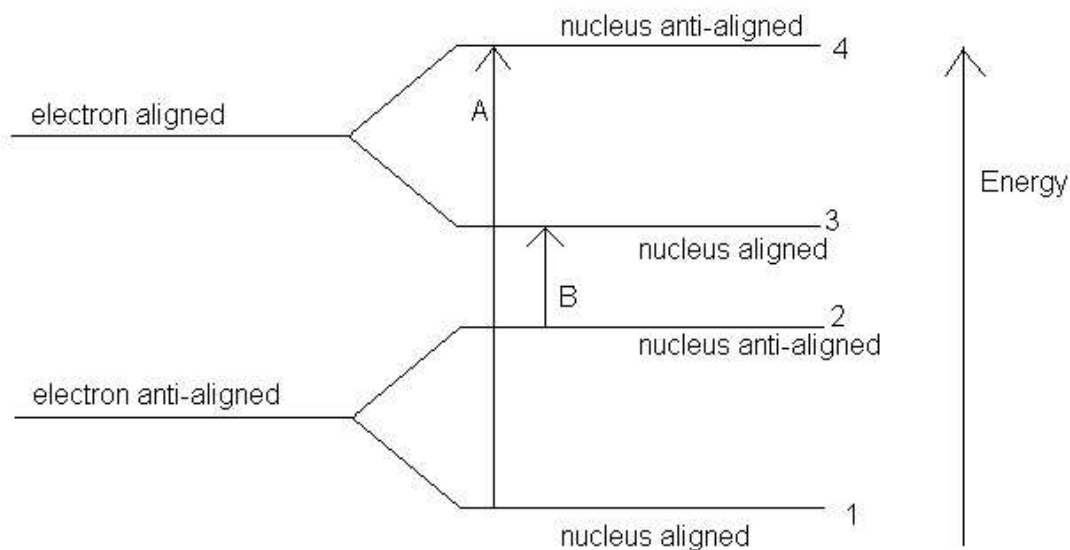 nucleus anti-aligned
4
electron aligned
A
Energy
3
nucleus aligned
B
2
nucleus anti-aligned
electron anti-aligned
1
nucleus aligned